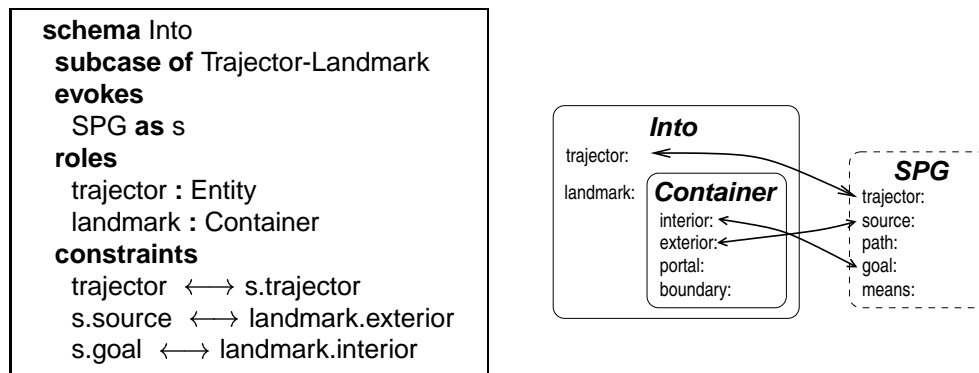 schema Into
subcase of Trajector-Landmark
evokes
SPG as s
roles
trajector : Entity
landmark : Container
constraints
trajector ⟷ s.trajector
s.source ⟷ landmark.exterior
s.goal ⟷ landmark.interior
Into
trajector:
landmark:
Container
interior:
exterior:
portal:
boundary:
SPG
trajector:
source:
path:
goal:
means: